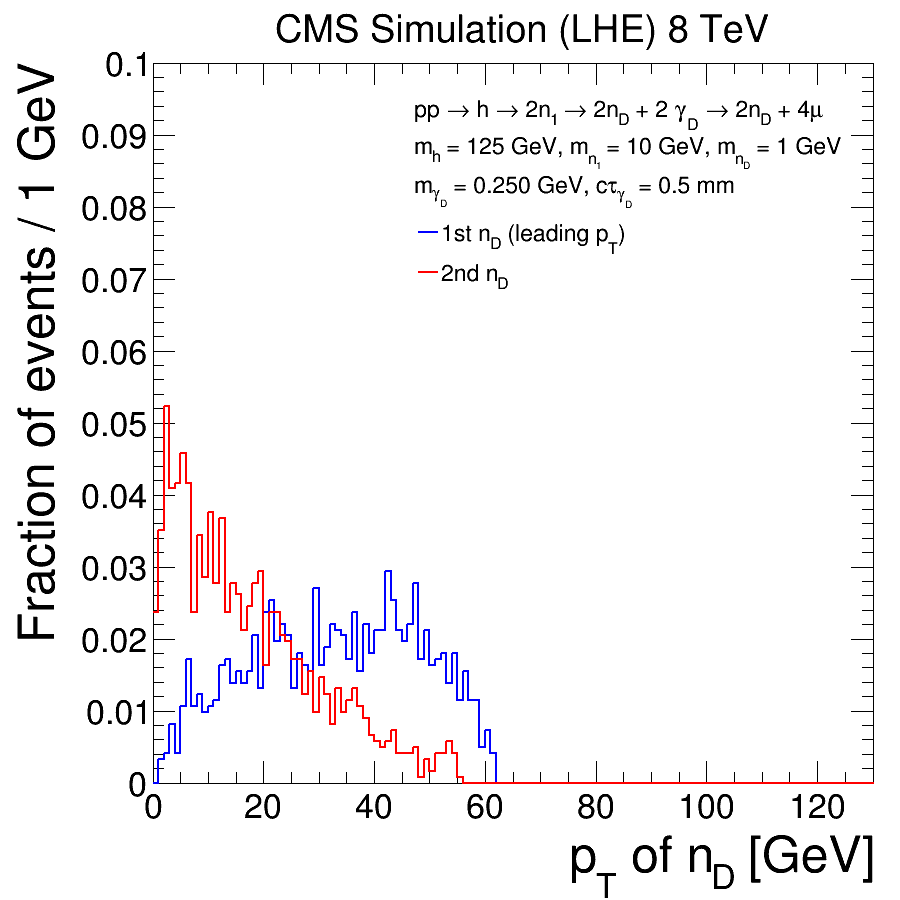 CMS Simulation (LHE) 8 TeV
Fraction of events / 1 GeV
0.1
0.09
0.08
0.07
0.06
0.05
0.04
0.03
0.02
0.01
0
pp → h → 2n₁ → 2n_D + 2 γ_D → 2n_D + 4μ
m_h = 125 GeV, m_n₁ = 10 GeV, m_n_D = 1 GeV
m_γ_D = 0.250 GeV, cτ_γ_D = 0.5 mm
1st n_D (leading p_T)
2nd n_D
0 20 40 60 80 100 120
p_T of n_D [GeV]